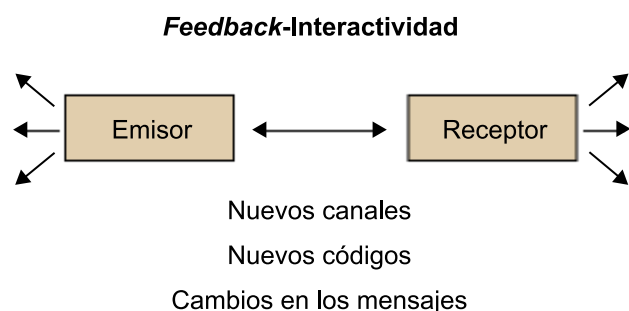 Feedback-Interactividad
Emisor
Receptor
Nuevos canales
Nuevos códigos
Cambios en los mensajes